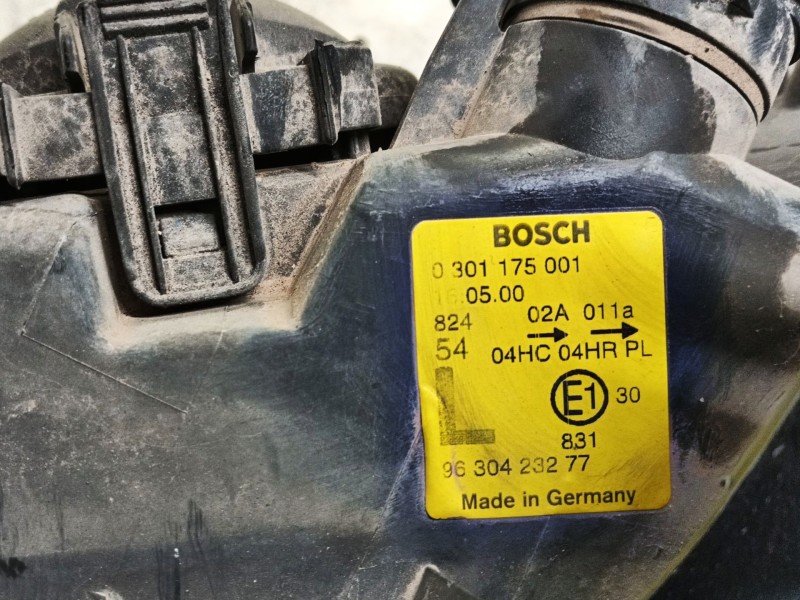 BOSCH
0 301 175 001
.05.00
824 02A 011a
54 04HC 04HR PL
L
E1 30
831
96 304 232 77
Made in Germany